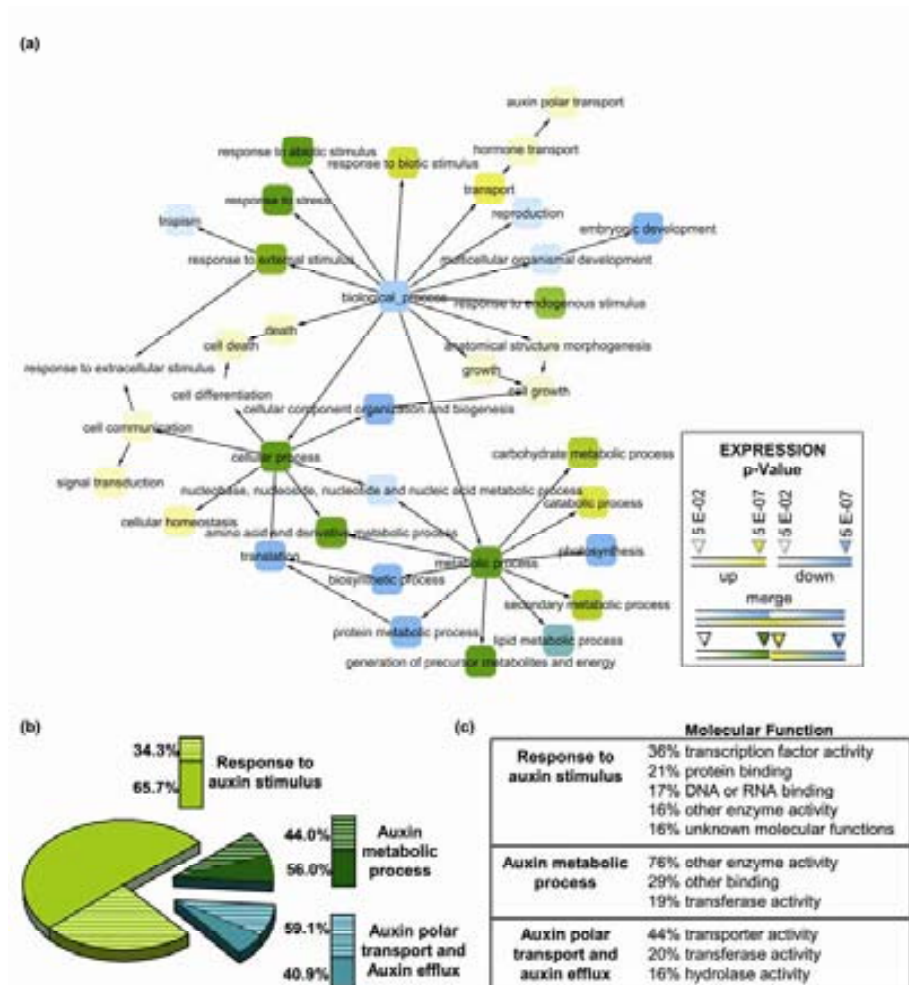 (a)
auxin polar transport
response to abiotic stimulus
hormone transport
response to biotic stimulus
transport
response to stress
reproduction
tropism
embryogic development
response to external stimulus
multicellular organismal development
biological_process
response to endogenous stimulus
death
cell death
anatomical structure morphogenesis
response to extracellular stimulus
growth
cell differentiation
cell growth
cellular component organization and biogenesis
cell communication
cellular process
carbohydrate metabolic process
signal transduction
nucleobase, nucleoside, nucleotide and nucleic acid metabolic process
catabolic process
cellular homeostasis
amino acid and derivative metabolic process
translation
photosynthesis
metabolic process
biosynthetic process
secondary metabolic process
protein metabolic process
lipid metabolic process
generation of precursor metabolites and energy
EXPRESSION
p-Value
5 E-02
5 E-07
5 E-02
5 E-07
up
down
merge
(b)
34.3%
65.7%
Response to
auxin stimulus
44.0%
56.0%
Auxin
metabolic
process
59.1%
40.9%
Auxin polar
transport and
Auxin efflux
(c)
Molecular Function
Response to
auxin stimulus
36% transcription factor activity
21% protein binding
17% DNA or RNA binding
16% other enzyme activity
16% unknown molecular functions
Auxin metabolic
process
76% other enzyme activity
29% other binding
19% transferase activity
Auxin polar
transport and
auxin efflux
44% transporter activity
20% transferase activity
16% hydrolase activity